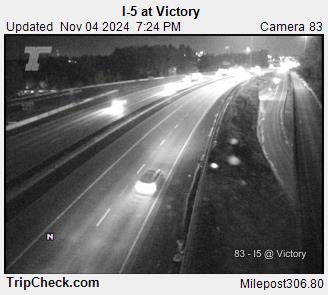 I-5 at Victory
Updated Nov 04 2024 7:24 PM Camera 83
T
N
83 - I5 @ Victory
TripCheck.com Milepost306.80